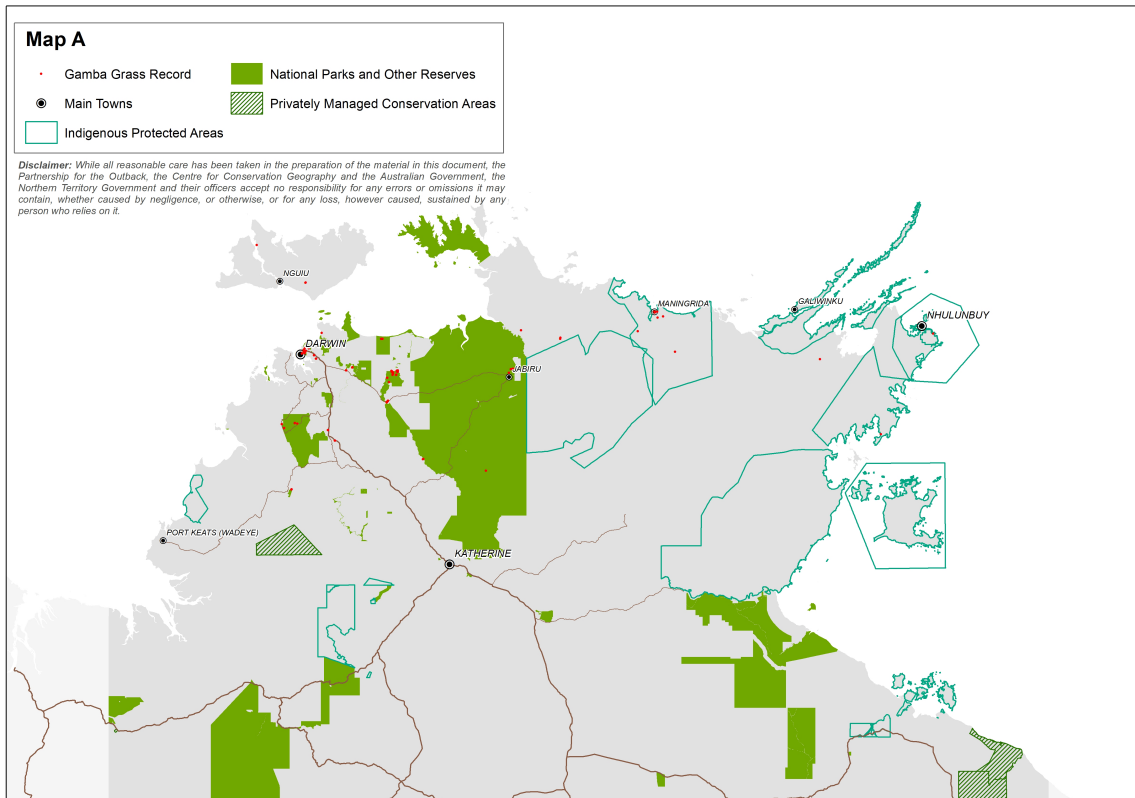 Map A
Gamba Grass Record
National Parks and Other Reserves
Main Towns
Privately Managed Conservation Areas
Indigenous Protected Areas
Disclaimer: While all reasonable care has been taken in the preparation of the material in this document, the
Partnership for the Outback, the Centre for Conservation Geography and the Australian Government, the
Northern Territory Government and their officers accept no responsibility for any errors or omissions it may
contain, whether caused by negligence, or otherwise, or for any loss, however caused, sustained by any
person who relies on it.
NGUIU
MANINGRIDA
GALIWINKU
NHULUNBUY
DARWIN
JABIRU
PORT KEATS (WADEYE)
KATHERINE